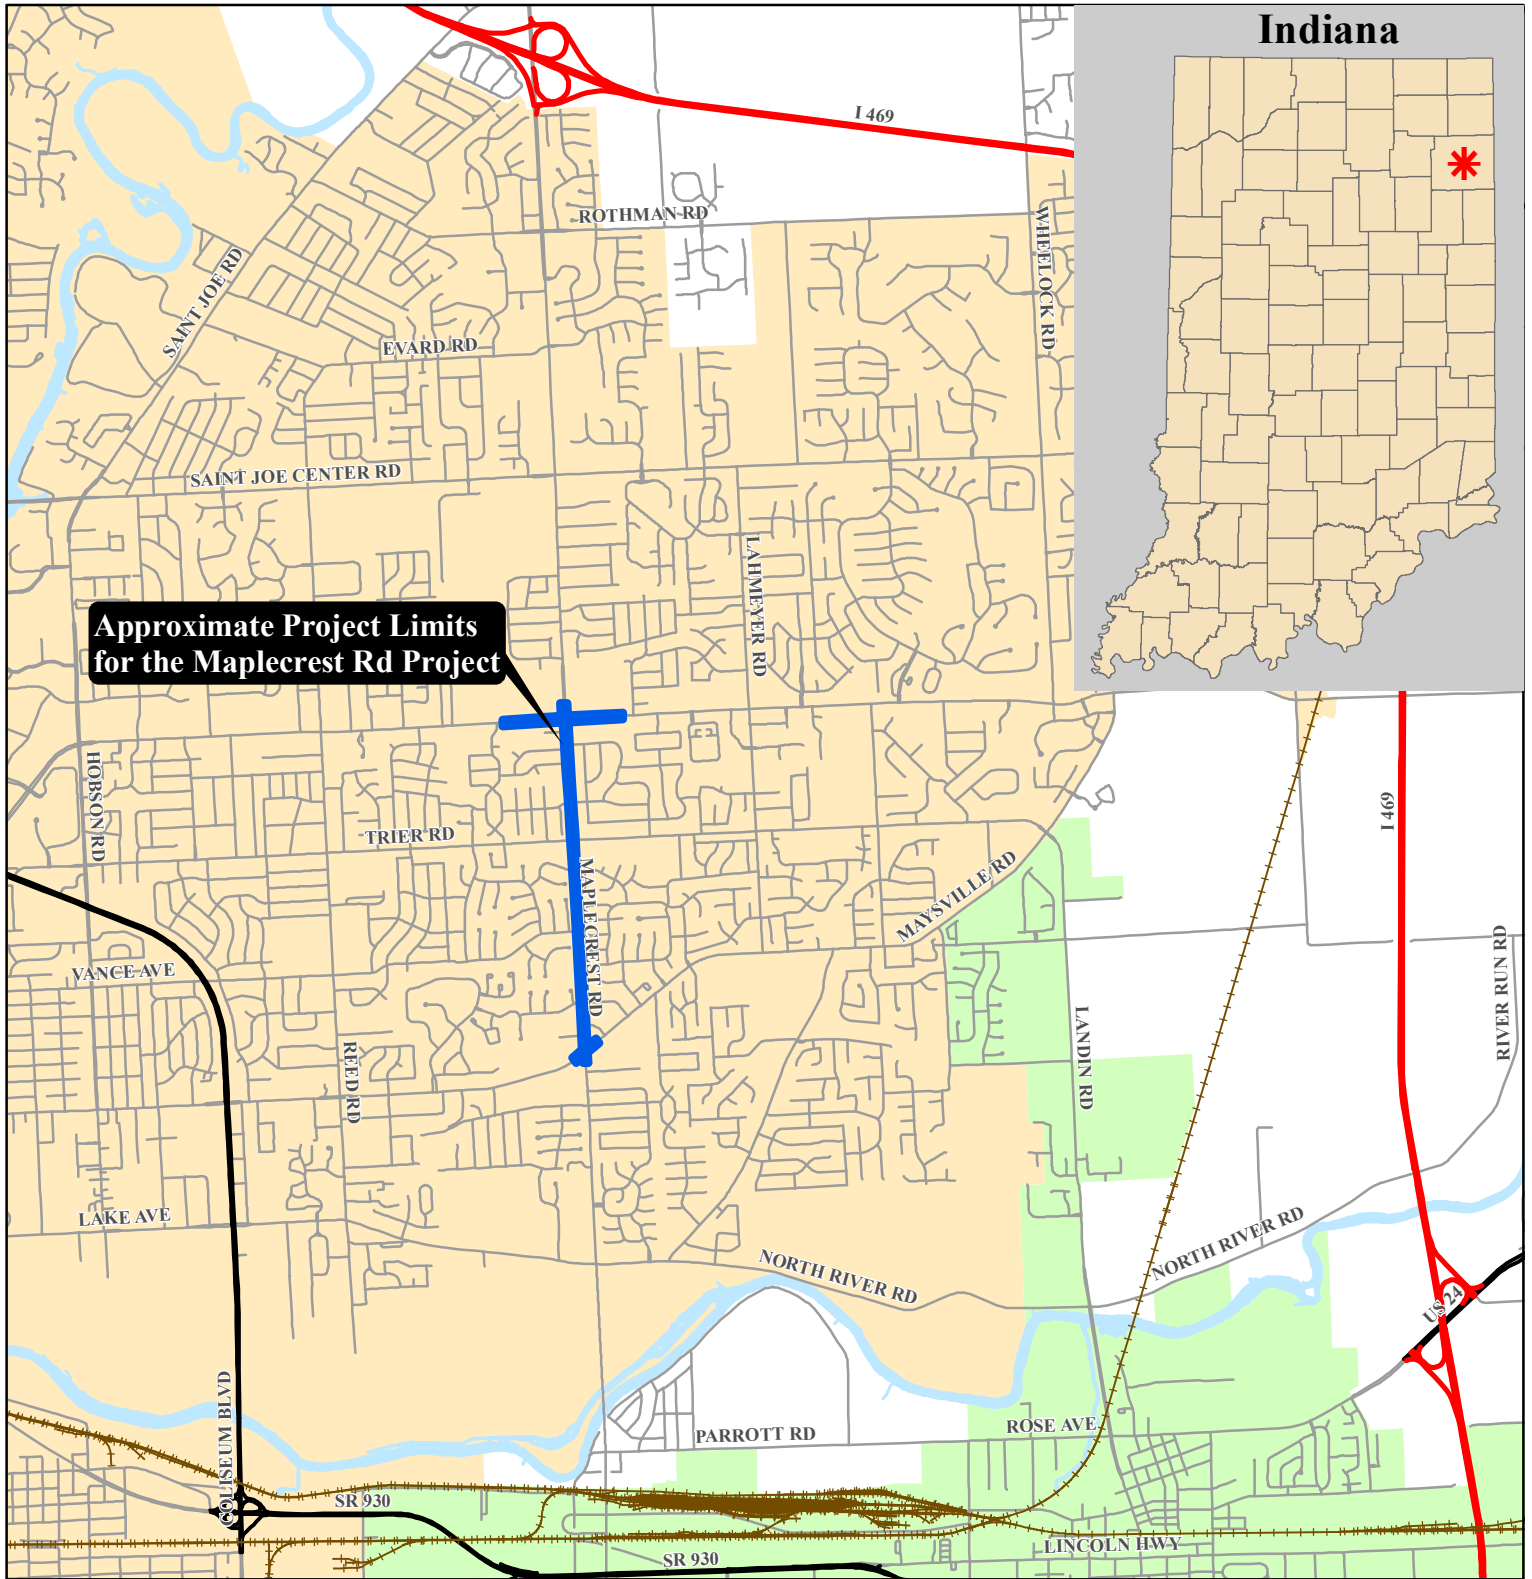 Indiana
I 469
ROTHMAN RD
WHEELOCK RD
SAINT JOE RD
EVARD RD
SAINT JOE CENTER RD
LAHMEYER RD
Approximate Project Limits
for the Maplecrest Rd Project
HOBSON RD
I 469
TRIER RD
MAPLECREST RD
MAYSVILLE RD
VANCE AVE
RIVER RUN RD
LANDIN RD
REED RD
LAKE AVE
NORTH RIVER RD
NORTH RIVER RD
US 24
COLISEUM BLVD
PARROTT RD
ROSE AVE
SR 930
LINCOLN HWY
SR 930